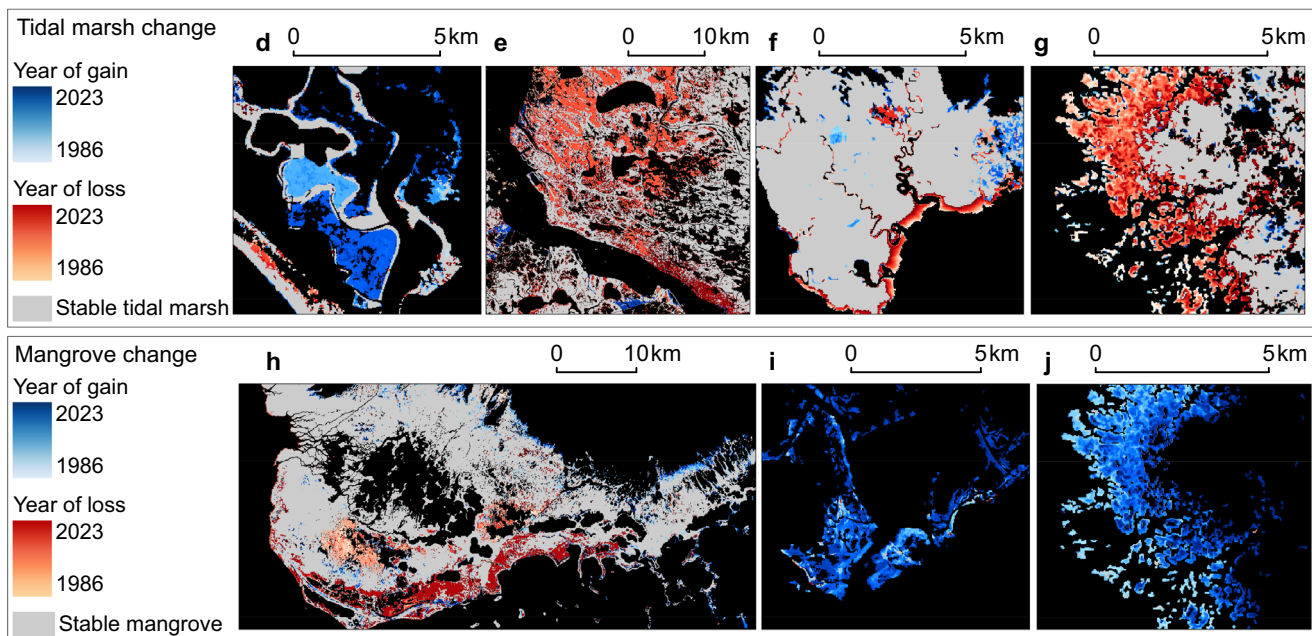 Tidal marsh change
d 0 5km
e 0 10km
f 0 5km
g 0 5km
Year of gain
2023
1986
Year of loss
2023
1986
Stable tidal marsh
Mangrove change
h 0 10km
i 0 5km
j 0 5km
Year of gain
2023
1986
Year of loss
2023
1986
Stable mangrove